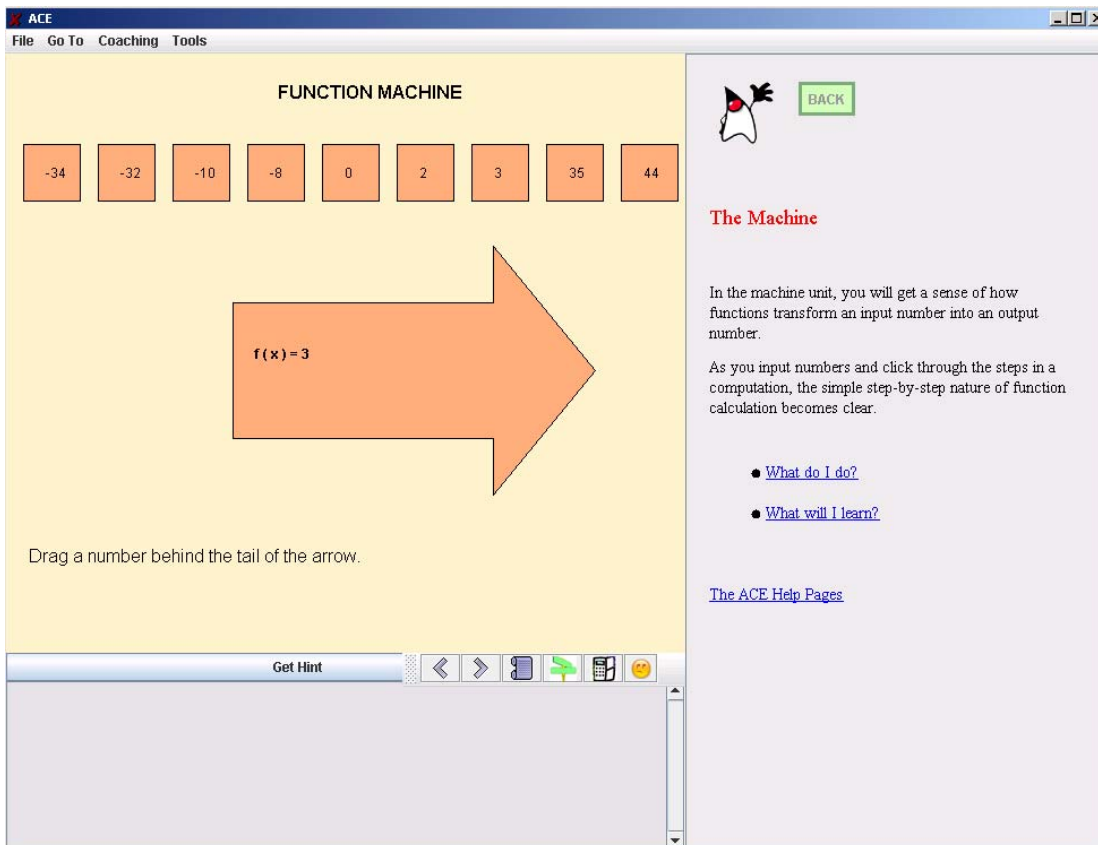 ACE
File Go To Coaching Tools
FUNCTION MACHINE
-34 -32 -10 -8 0 2 3 35 44
f(x)=3
Drag a number behind the tail of the arrow.
Get Hint
BACK
The Machine
In the machine unit, you will get a sense of how
functions transform an input number into an output
number.
As you input numbers and click through the steps in a
computation, the simple step-by-step nature of function
calculation becomes clear.
What do I do?
What will I learn?
The ACE Help Pages